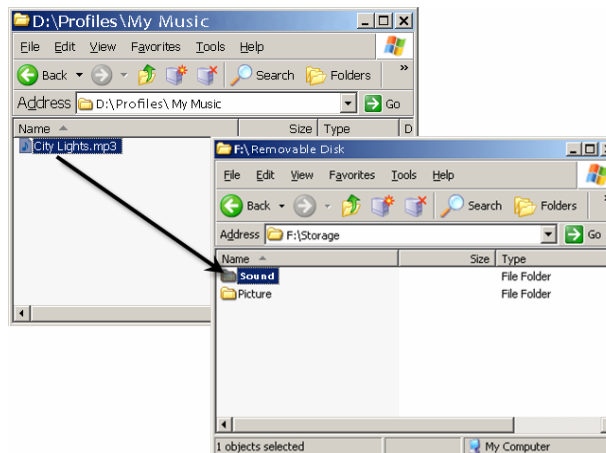 D:\Profiles\My Music
File Edit View Favorites Tools Help
Back Search Folders »
Address D:\Profiles\ My Music Go
Name Size Type D
City Lights.mp3
F:\Removable Disk
File Edit View Favorites Tools Help
Back Search Folders
Address F:\Storage Go
Name Size Type
Sound File Folder
Picture File Folder
1 objects selected My Computer